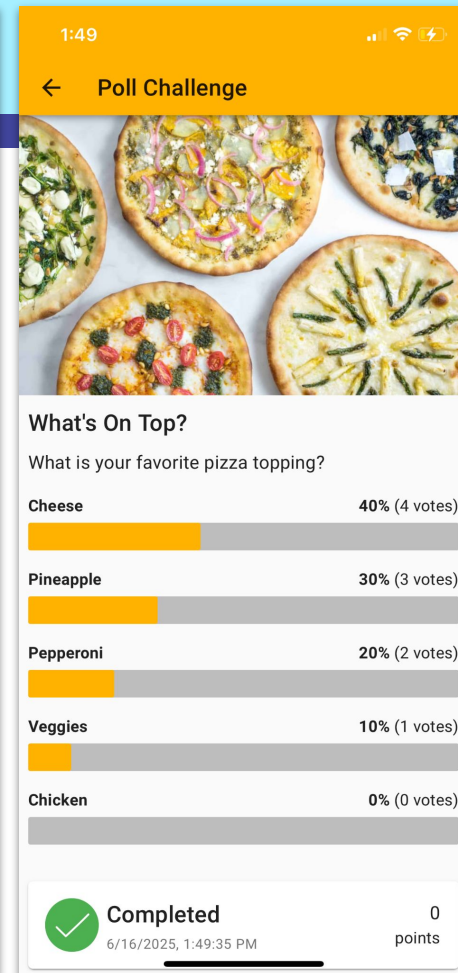 1:49
Poll Challenge
What's On Top?
What is your favorite pizza topping?
Cheese 40% (4 votes)
Pineapple 30% (3 votes)
Pepperoni 20% (2 votes)
Veggies 10% (1 votes)
Chicken 0% (0 votes)
Completed 0
6/16/2025, 1:49:35 PM points